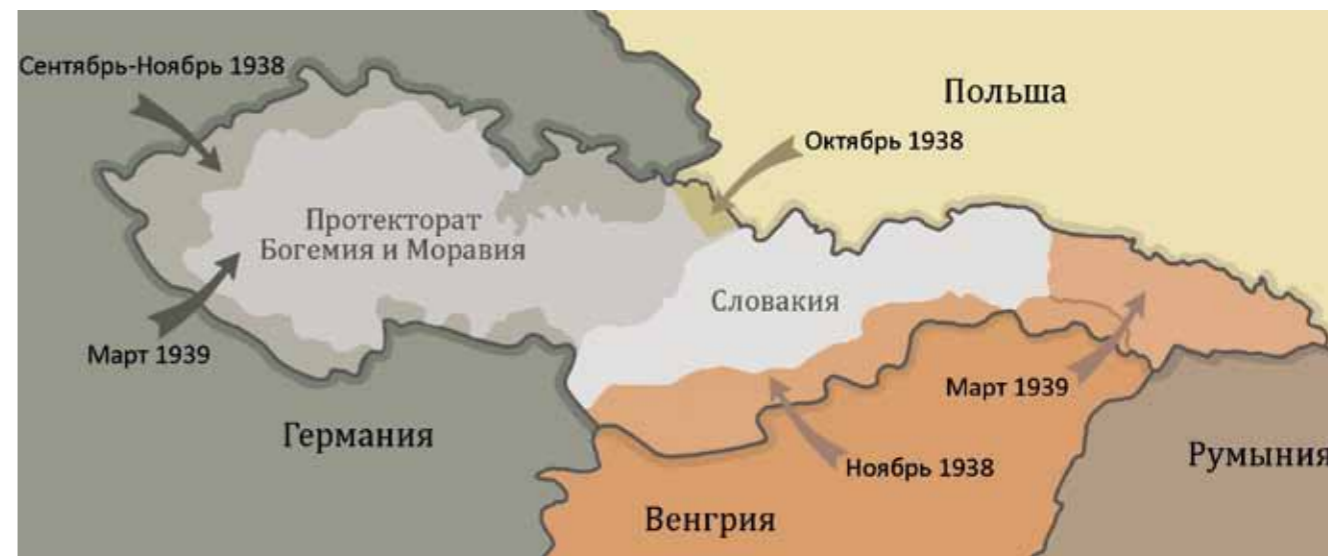 Сентябрь-Ноябрь 1938
Польша
Октябрь 1938
Протекторат
Богемия и Моравия
Словакия
Март 1939
Март 1939
Германия
Ноябрь 1938
Румыния
Венгрия